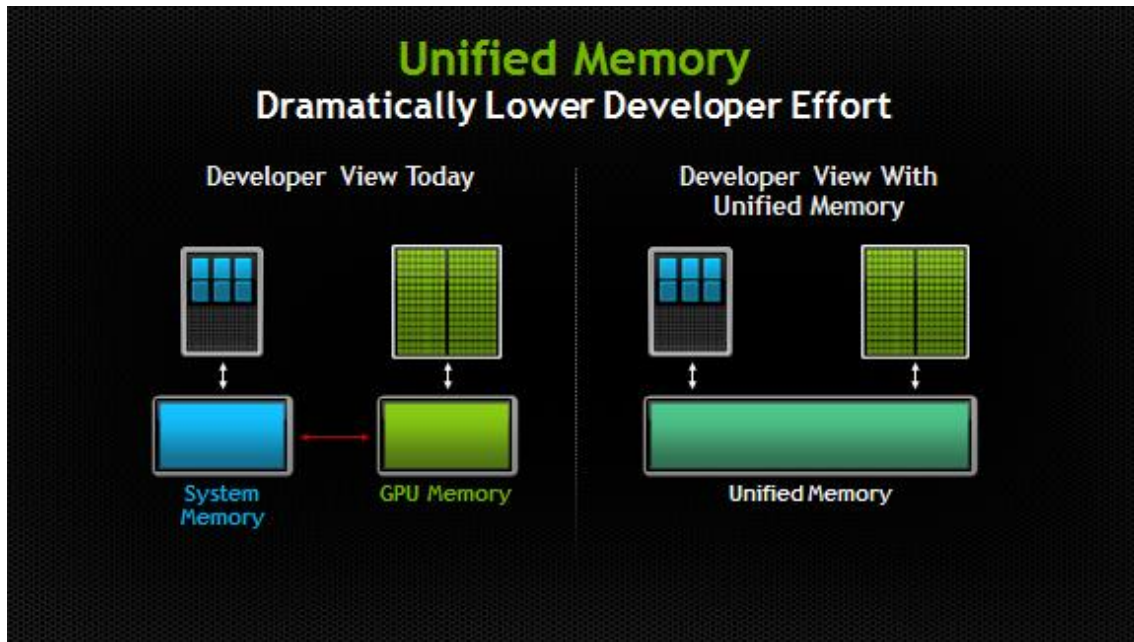 Unified Memory
Dramatically Lower Developer Effort
Developer View Today
System
Memory
GPU Memory
Developer View With
Unified Memory
Unified Memory